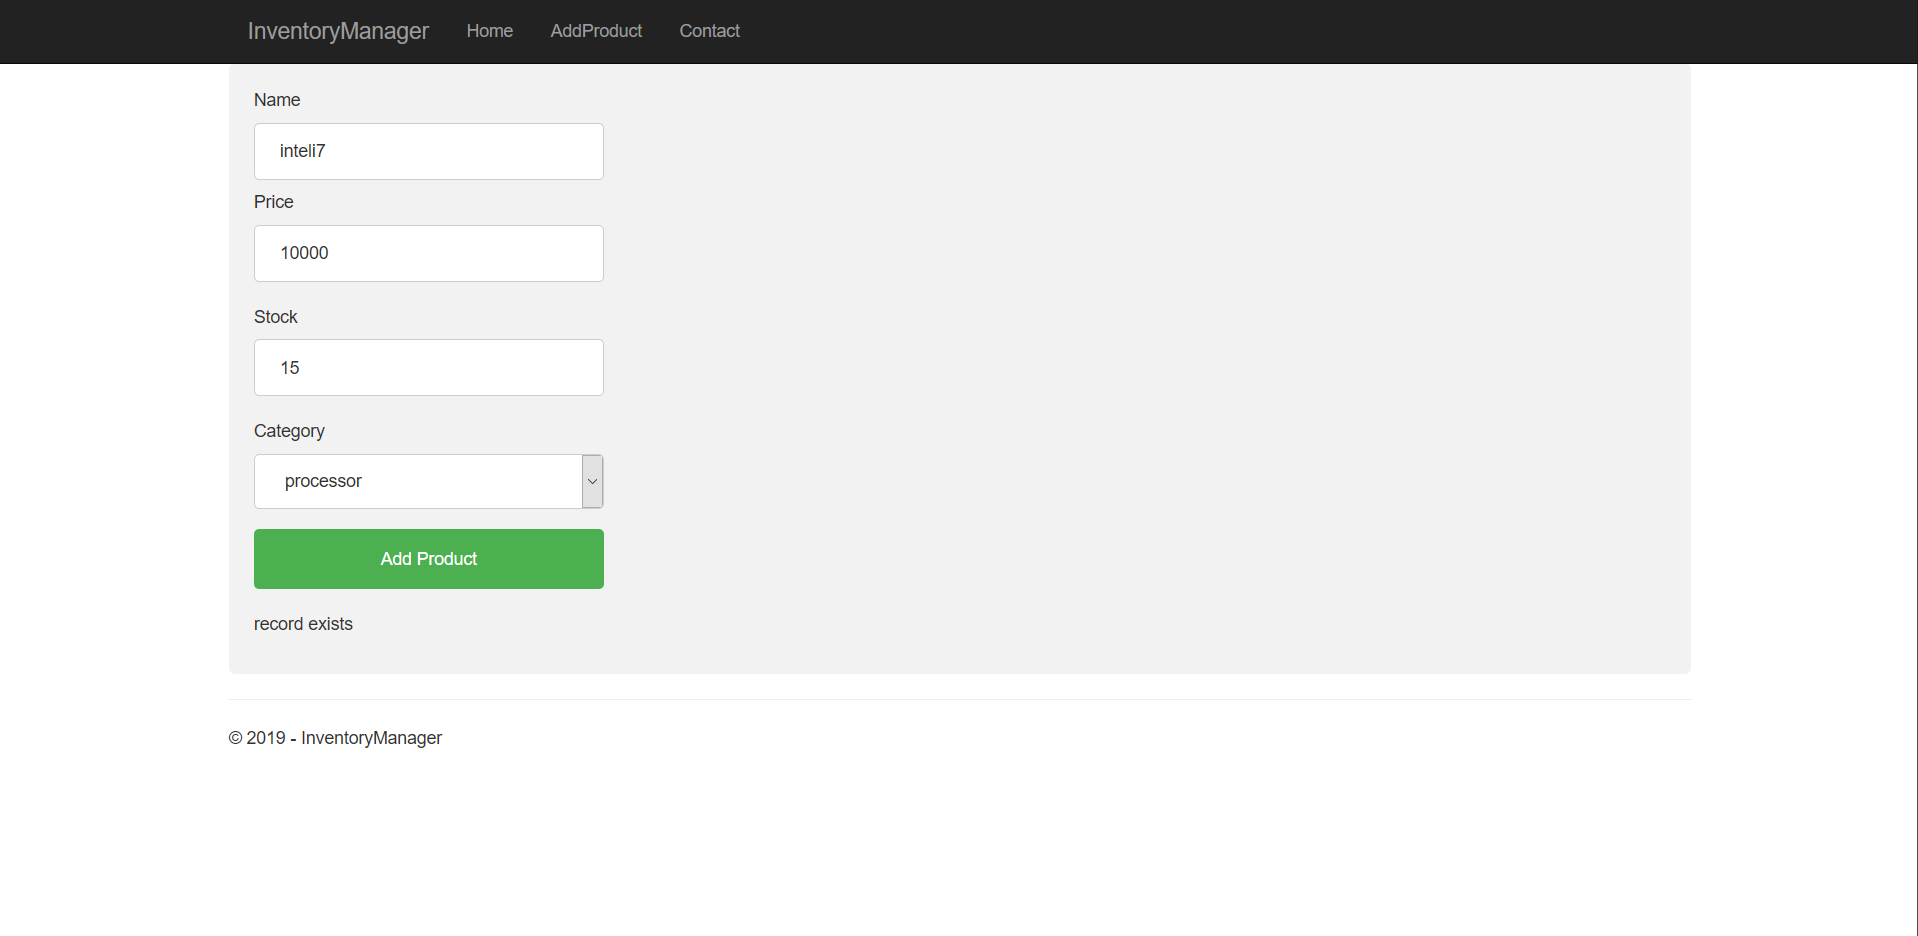 InventoryManager Home AddProduct Contact
Name
inteli7
Price
10000
Stock
15
Category
processor
Add Product
record exists
© 2019 - InventoryManager